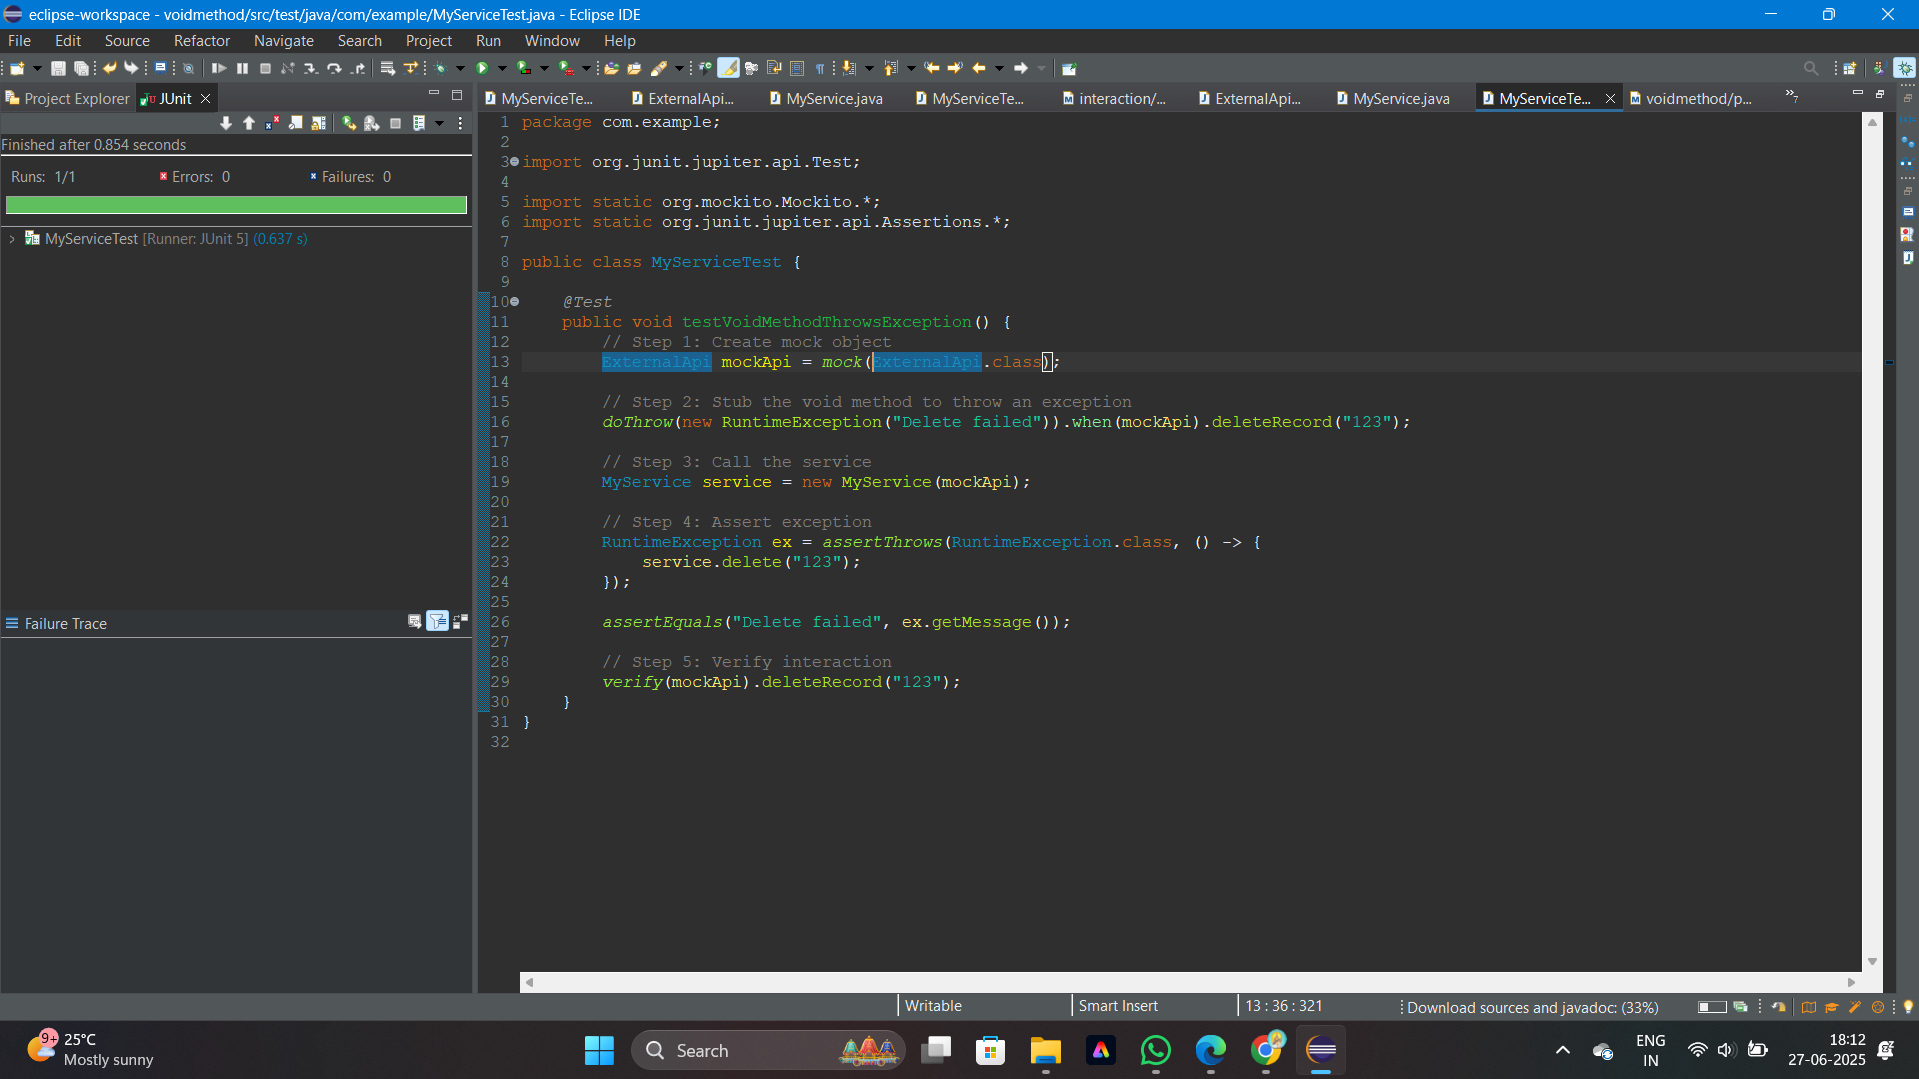 eclipse-workspace - voidmethod/src/test/java/com/example/MyServiceTest.java - Eclipse IDE
File Edit Source Refactor Navigate Search Project Run Window Help
Project Explorer JUnit
MyServiceTe... ExternalApi... MyService.java MyServiceTe... interaction/... ExternalApi... MyService.java MyServiceTe... voidmethod/p... »7
Finished after 0.854 seconds
Runs: 1/1 Errors: 0 Failures: 0
MyServiceTest [Runner: JUnit 5] (0.637 s)
Failure Trace
1 package com.example;
2
3 import org.junit.jupiter.api.Test;
4
5 import static org.mockito.Mockito.*;
6 import static org.junit.jupiter.api.Assertions.*;
7
8 public class MyServiceTest {
9
10 @Test
11 public void testVoidMethodThrowsException() {
12 // Step 1: Create mock object
13 ExternalApi mockApi = mock(ExternalApi.class);
14
15 // Step 2: Stub the void method to throw an exception
16 doThrow(new RuntimeException("Delete failed")).when(mockApi).deleteRecord("123");
17
18 // Step 3: Call the service
19 MyService service = new MyService(mockApi);
20
21 // Step 4: Assert exception
22 RuntimeException ex = assertThrows(RuntimeException.class, () -> {
23 service.delete("123");
24 });
25
26 assertEquals("Delete failed", ex.getMessage());
27
28 // Step 5: Verify interaction
29 verify(mockApi).deleteRecord("123");
30 }
31 }
32
Writable Smart Insert 13 : 36 : 321 Download sources and javadoc: (33%)
9+ 25°C
Mostly sunny
Search
ENG
IN
18:12
27-06-2025